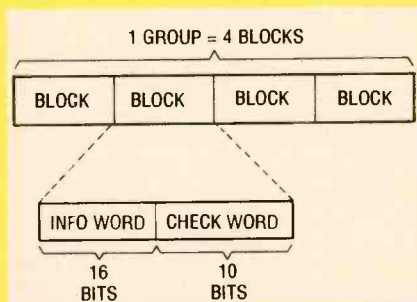 1 GROUP = 4 BLOCKS
BLOCK BLOCK BLOCK BLOCK
INFO WORD CHECK WORD
16 10
BITS BITS